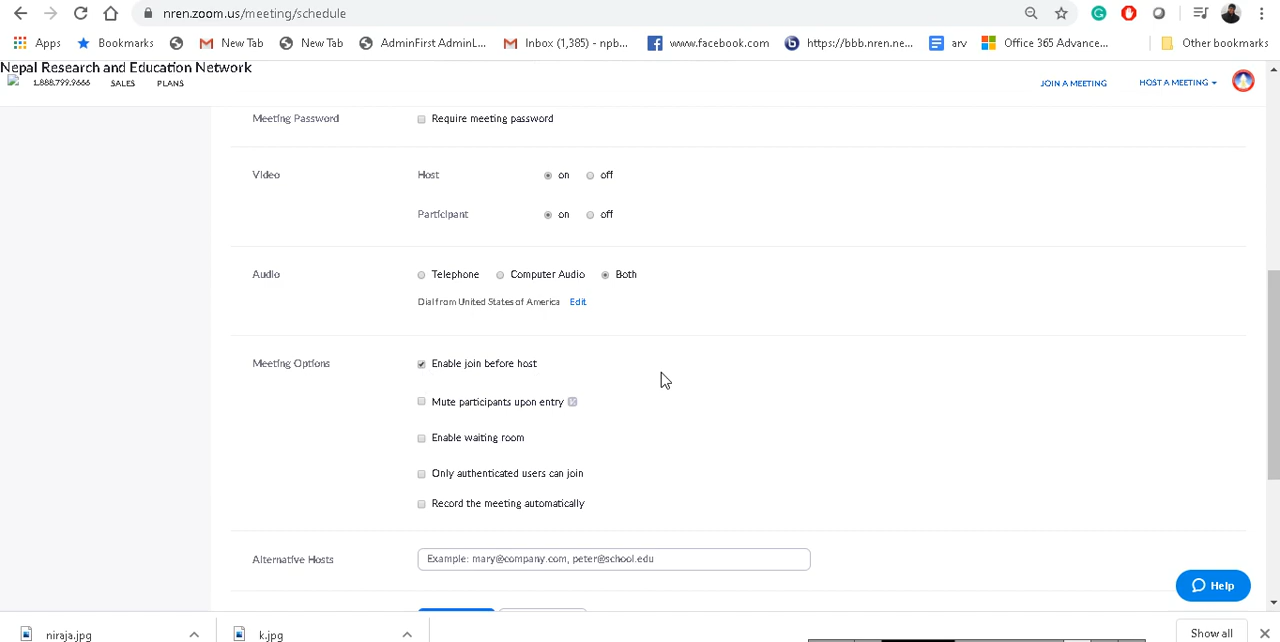 nren.zoom.us/meeting/schedule
Apps Bookmarks New Tab New Tab AdminFirst AdminL... Inbox (1,385) - npb... www.facebook.com https://bbb.nren.ne... arv Office 365 Advance... Other bookmarks
Nepal Research and Education Network
1.888.799.9666 SALES PLANS JOIN A MEETING HOST A MEETING
Meeting Password Require meeting password
Video Host on off
Participant on off
Audio Telephone Computer Audio Both
Dial from United States of America Edit
Meeting Options Enable join before host
Mute participants upon entry
Enable waiting room
Only authenticated users can join
Record the meeting automatically
Alternative Hosts Example: mary@company.com, peter@school.edu
Help
niraja.jpg k.jpg Show all